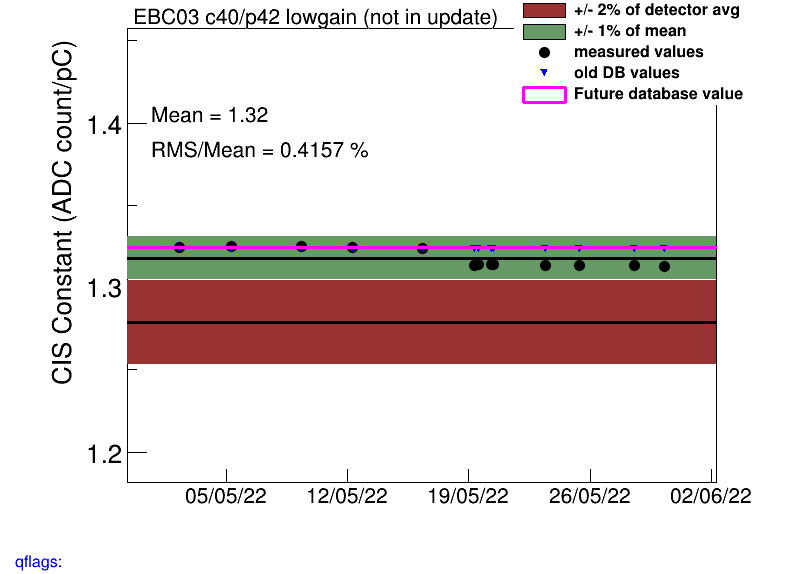 EBC03 c40/p42 lowgain (not in update)
+/- 2% of detector avg
+/- 1% of mean
measured values
old DB values
Future database value
Mean = 1.32
RMS/Mean = 0.4157 %
CIS Constant (ADC count/pC)
1.4
1.3
1.2
05/05/22 12/05/22 19/05/22 26/05/22 02/06/22
qflags: